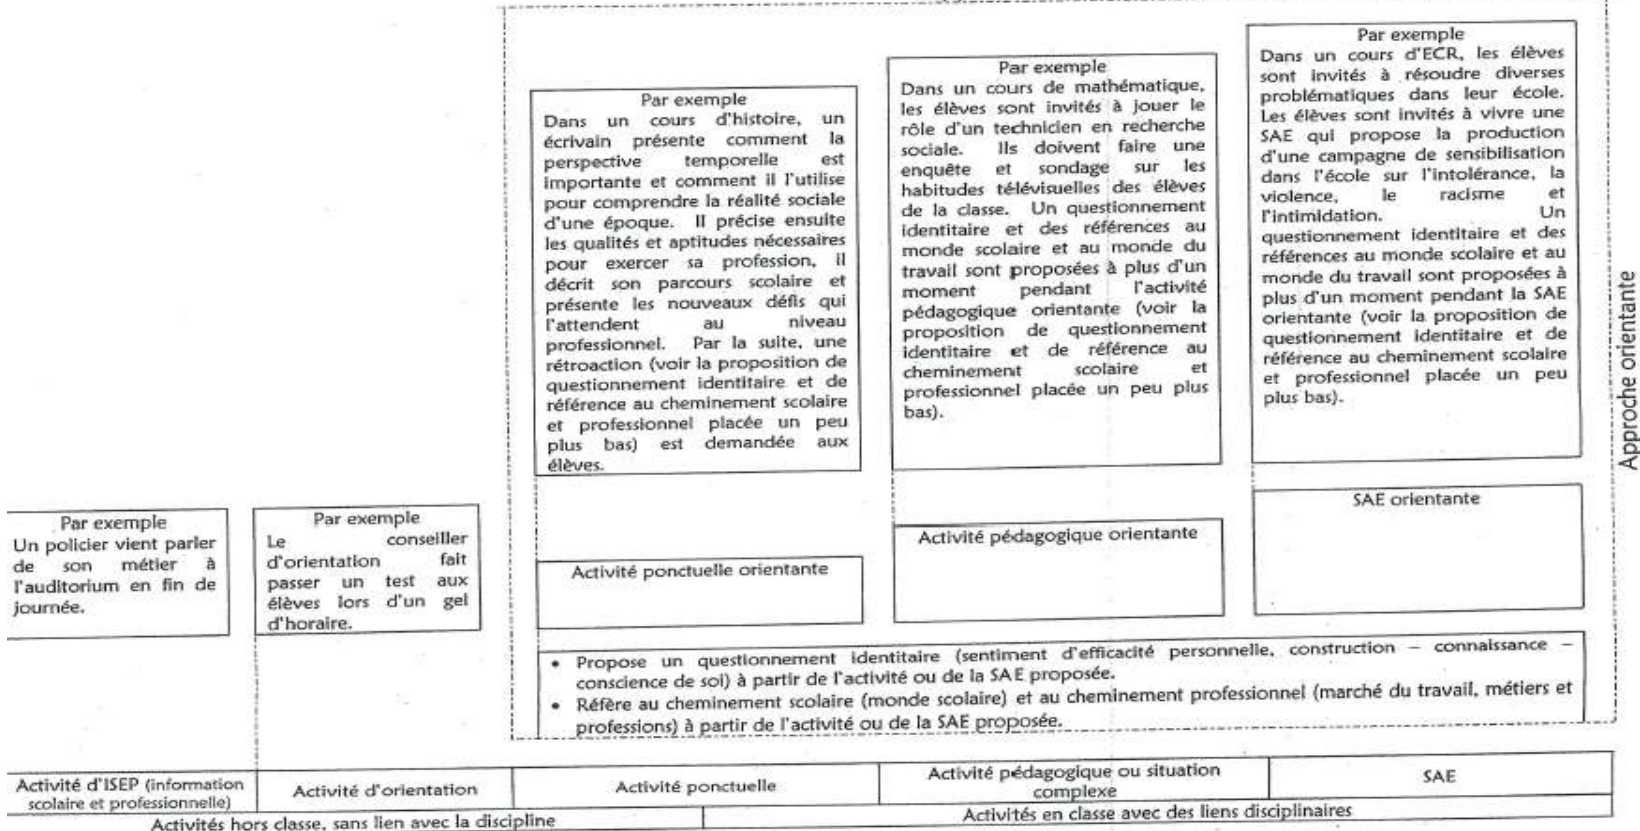 Par exemple
Dans un cours d'ECR, les élèves
sont invités à résoudre diverses
problématiques dans leur école.
Les élèves sont invités à vivre une
SAE qui propose la production
d'une campagne de sensibilisation
dans l'école sur l'intolérance, la
violence, le racisme et
l'intimidation. Un
questionnement identitaire et des
références au monde scolaire et au
monde du travail sont proposées à
plus d'un moment pendant la SAE
orientante (voir la proposition de
questionnement identitaire et de
référence au cheminement scolaire
et professionnel placée un peu
plus bas).
Par exemple
Dans un cours de mathématique,
les élèves sont invités à jouer le
rôle d'un technicien en recherche
sociale. Ils doivent faire une
enquête et sondage sur les
habitudes télévisuelles des élèves
de la classe. Un questionnement
identitaire et des références au
monde scolaire et au monde du
travail sont proposées à plus d'un
moment pendant l'activité
pédagogique orientante (voir la
proposition de questionnement
identitaire et de référence au
cheminement scolaire et
professionnel placée un peu plus
bas).
Par exemple
Dans un cours d'histoire, un
écrivain présente comment la
perspective temporelle est
importante et comment il l'utilise
pour comprendre la réalité sociale
d'une époque. Il précise ensuite
les qualités et aptitudes nécessaires
pour exercer sa profession, il
décrit son parcours scolaire et
présente les nouveaux défis qui
l'attendent au niveau
professionnel. Par la suite, une
rétroaction (voir la proposition de
questionnement identitaire et de
référence au cheminement scolaire
et professionnel placée un peu
plus bas) est demandée aux
élèves.
Approche orientante
Par exemple
Un policier vient parler
de son métier à
l'auditorium en fin de
journée.
Par exemple
Le conseiller
d'orientation fait
passer un test aux
élèves lors d'un gel
d'horaire.
Activité ponctuelle orientante
Activité pédagogique orientante
SAE orientante
• Propose un questionnement identitaire (sentiment d'efficacité personnelle, construction – connaissance –
conscience de soi) à partir de l'activité ou de la SAE proposée.
• Réfère au cheminement scolaire (monde scolaire) et au cheminement professionnel (marché du travail, métiers et
professions) à partir de l'activité ou de la SAE proposée.
Activité d'ISEP (information
scolaire et professionnelle)
Activité d'orientation
Activité ponctuelle
Activité pédagogique ou situation
complexe
SAE
Activités hors classe, sans lien avec la discipline
Activités en classe avec des liens disciplinaires